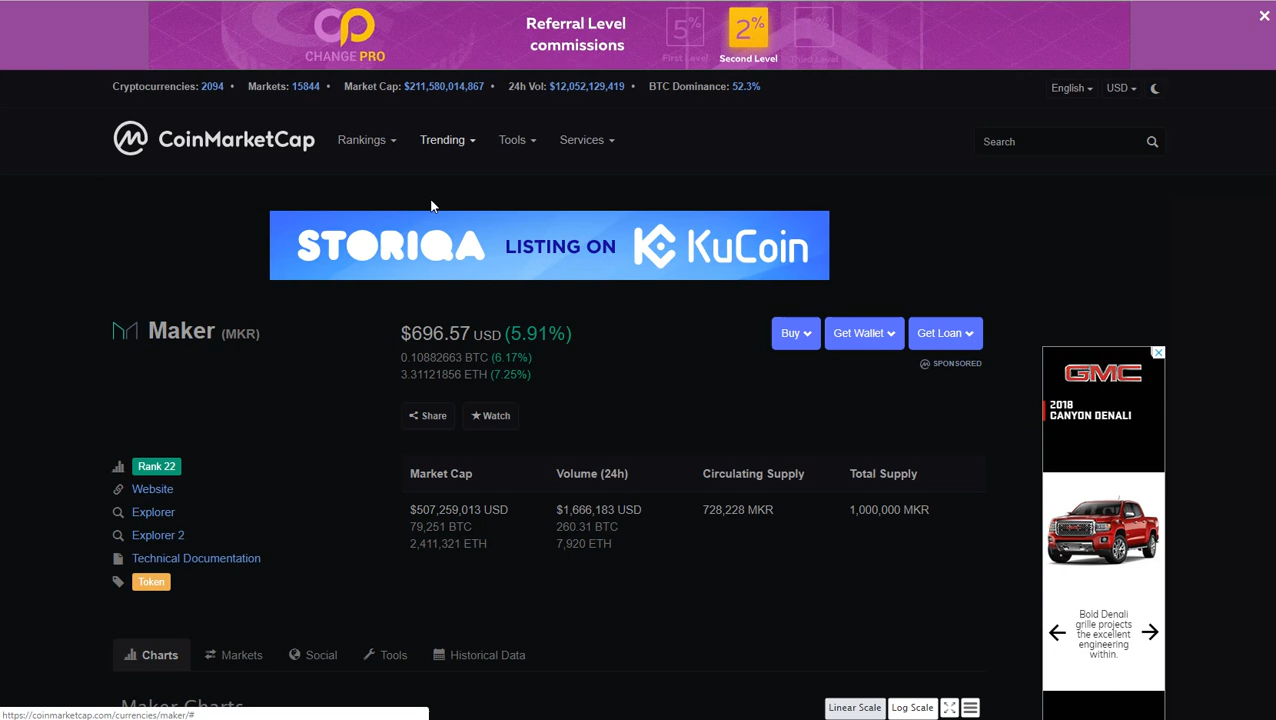 CHANGE PRO
Referral Level
commissions
5%
First Level
2%
Second Level
Third Level
Cryptocurrencies: 2094 • Markets: 15844 • Market Cap: $211,580,014,867 • 24h Vol: $12,052,129,419 • BTC Dominance: 52.3%
English USD
CoinMarketCap
Rankings Trending Tools Services
Search
STORIQA LISTING ON KuCoin
Maker (MKR)
$696.57 USD (5.91%)
0.10882663 BTC (6.17%)
3.31121856 ETH (7.25%)
Buy Get Wallet Get Loan
SPONSORED
Share Watch
Rank 22
Website
Explorer
Explorer 2
Technical Documentation
Token
Market Cap Volume (24h) Circulating Supply Total Supply
$507,259,013 USD $1,666,183 USD 728,228 MKR 1,000,000 MKR
79,251 BTC 260.31 BTC
2,411,321 ETH 7,920 ETH
GMC
2018
CANYON DENALI
Bold Denali
grille projects
the excellent
engineering
within.
Charts Markets Social Tools Historical Data
Maker Charts
Linear Scale Log Scale
https://coinmarketcap.com/currencies/maker/#